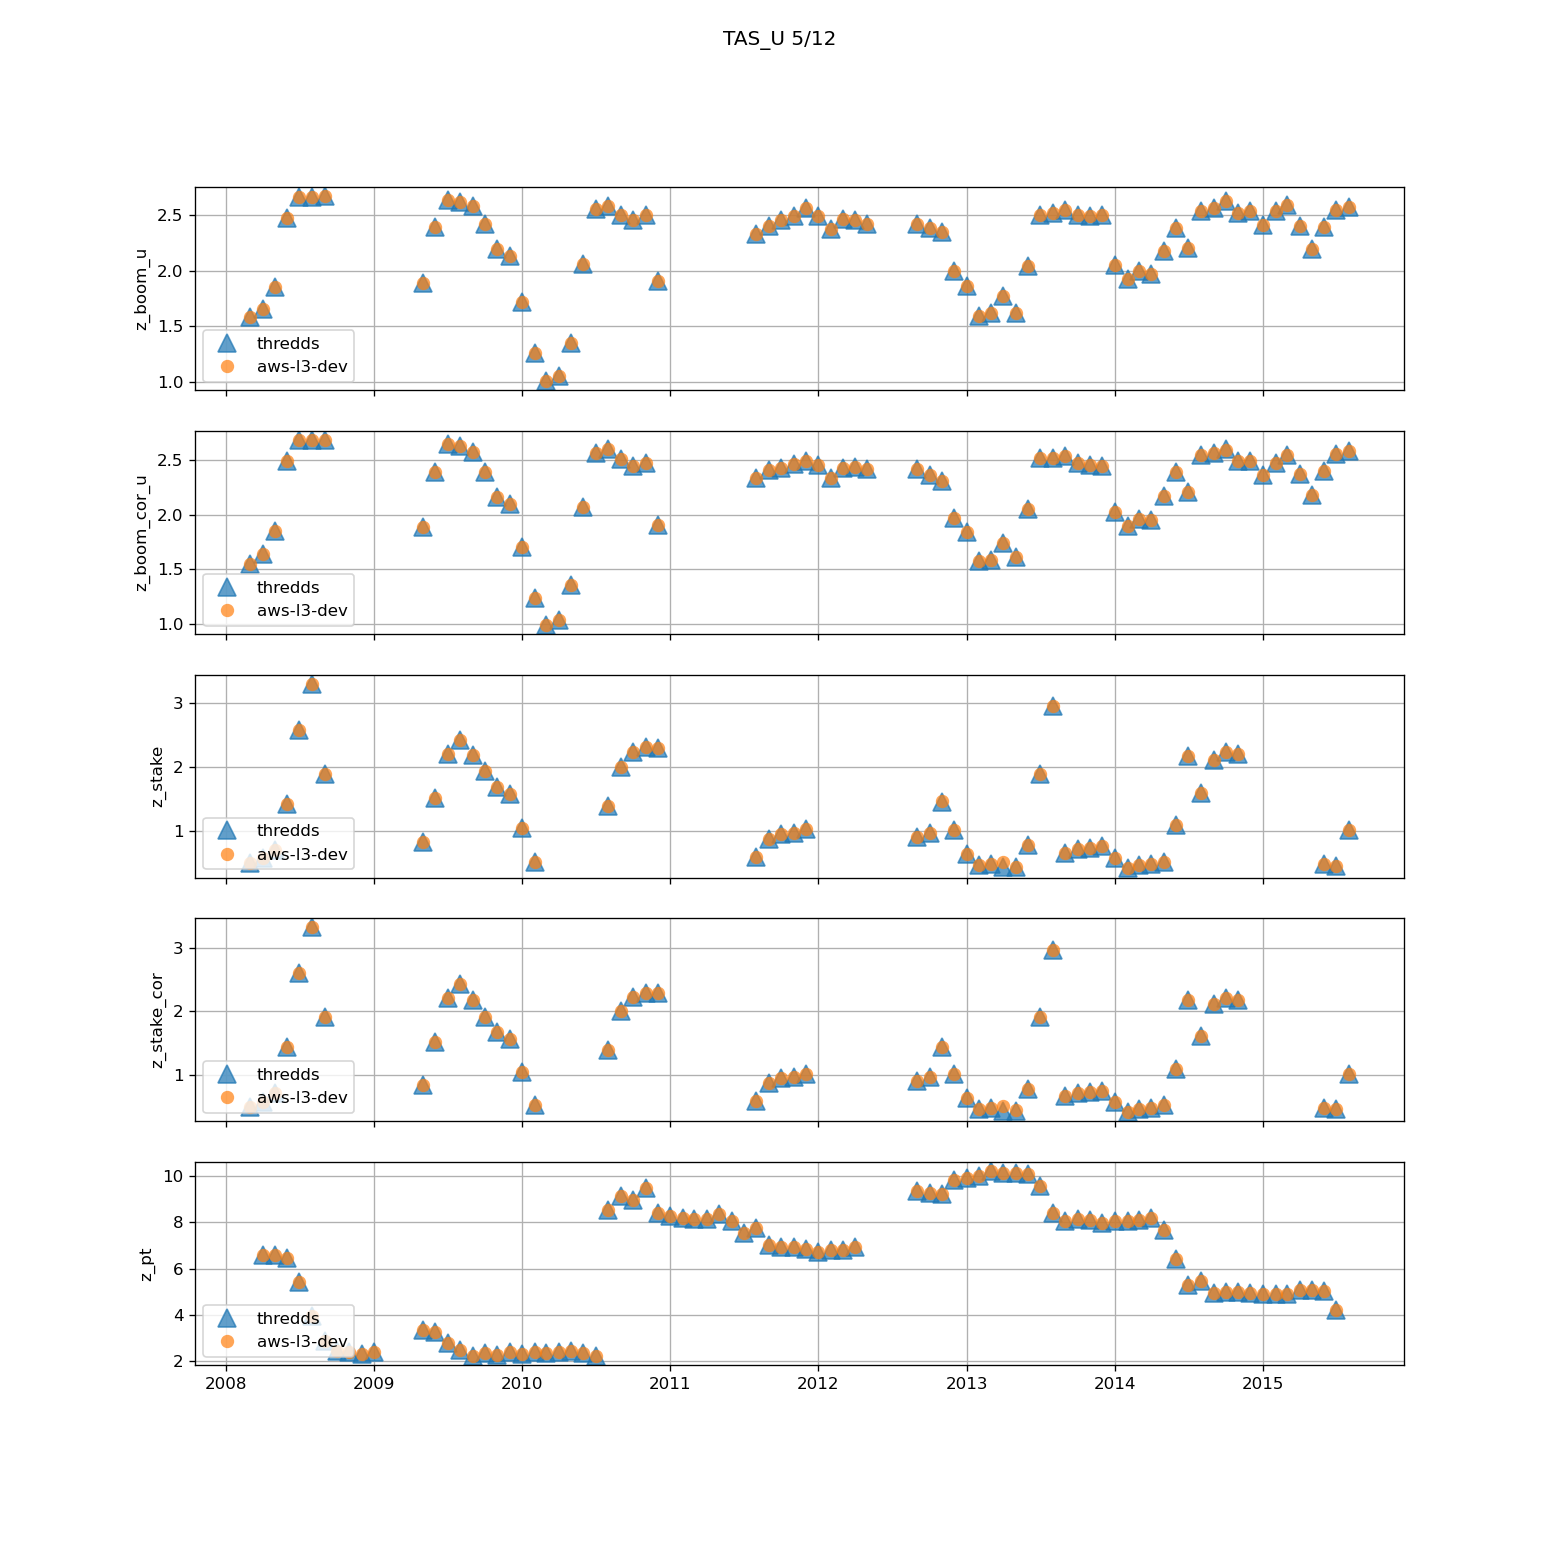 TAS_U 5/12
z_boom_u
2.5
2.0
1.5
1.0
thredds
aws-l3-dev
z_boom_cor_u
2.5
2.0
1.5
1.0
thredds
aws-l3-dev
z_stake
3
2
1
thredds
aws-l3-dev
z_stake_cor
3
2
1
thredds
aws-l3-dev
z_pt
10
8
6
4
2
thredds
aws-l3-dev
2008 2009 2010 2011 2012 2013 2014 2015